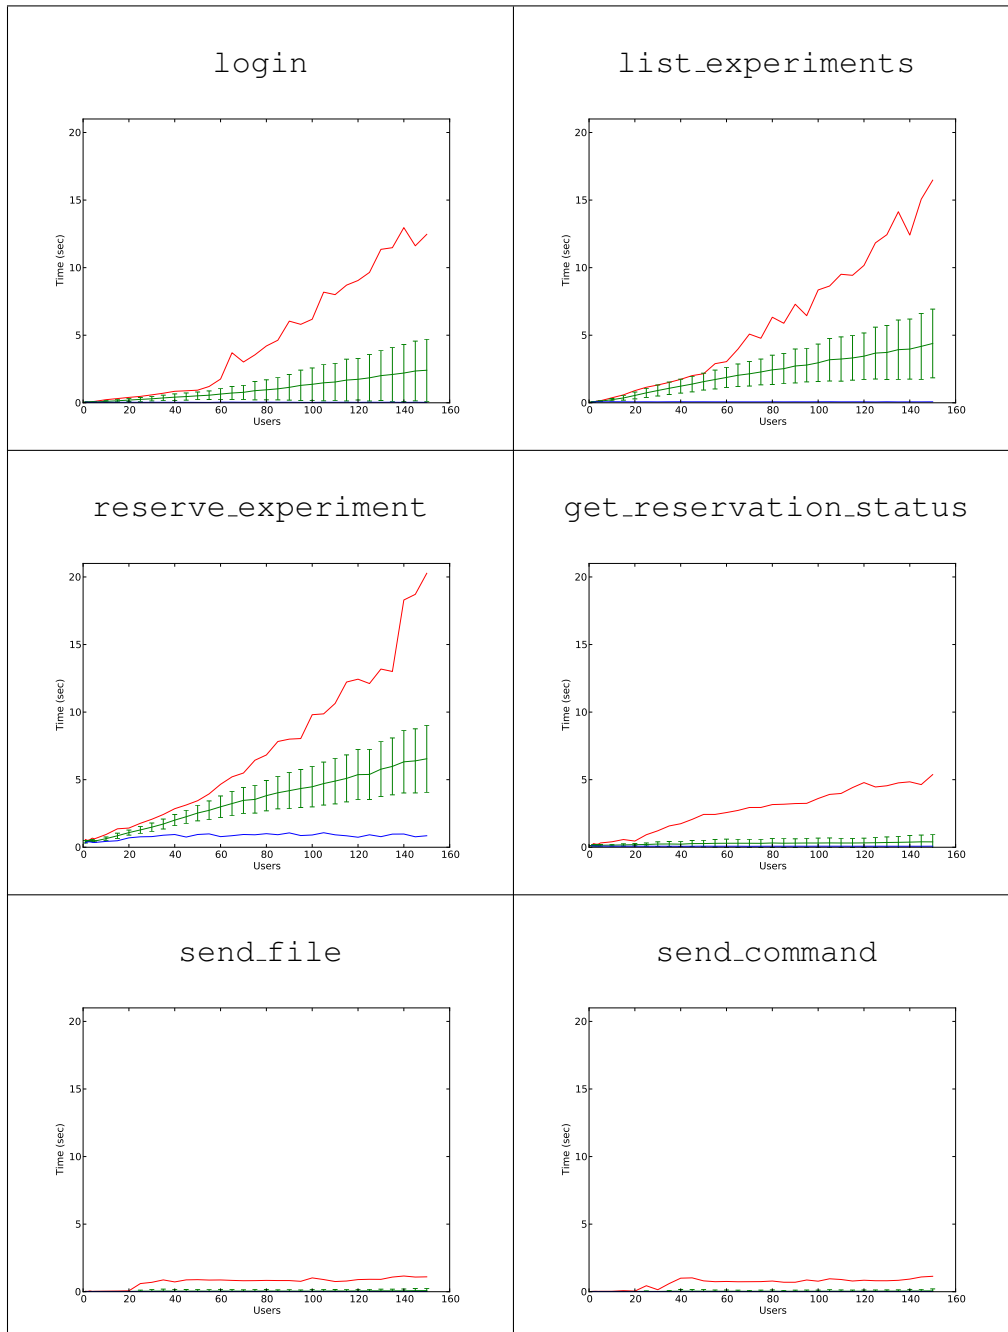 login
list_experiments
20
15
10
5
0
Time (sec)
0 20 40 60 80 100 120 140 160
Users
20
15
10
5
0
Time (sec)
0 20 40 60 80 100 120 140 160
Users
reserve_experiment
get_reservation_status
20
15
10
5
0
Time (sec)
0 20 40 60 80 100 120 140 160
Users
20
15
10
5
0
Time (sec)
0 20 40 60 80 100 120 140 160
Users
send_file
send_command
20
15
10
5
0
Time (sec)
0 20 40 60 80 100 120 140 160
Users
20
15
10
5
0
Time (sec)
0 20 40 60 80 100 120 140 160
Users